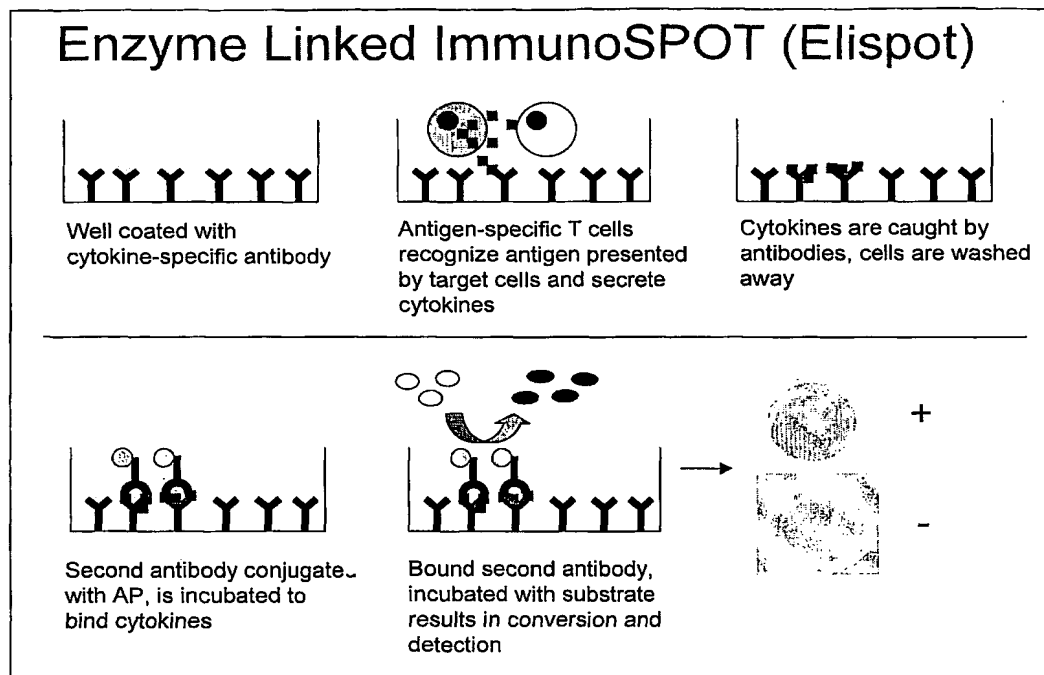 Enzyme Linked ImmunoSPOT (Elispot)
Well coated with
cytokine-specific antibody
Antigen-specific T cells
recognize antigen presented
by target cells and secrete
cytokines
Cytokines are caught by
antibodies, cells are washed
away
Second antibody conjugate
with AP, is incubated to
bind cytokines
Bound second antibody,
incubated with substrate
results in conversion and
detection
+
-